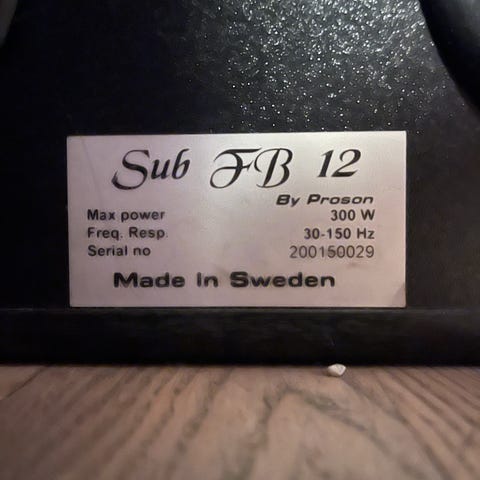 Sub FB 12
By Proson
Max power 300 W
Freq. Resp. 30-150 Hz
Serial no 200150029
Made in Sweden